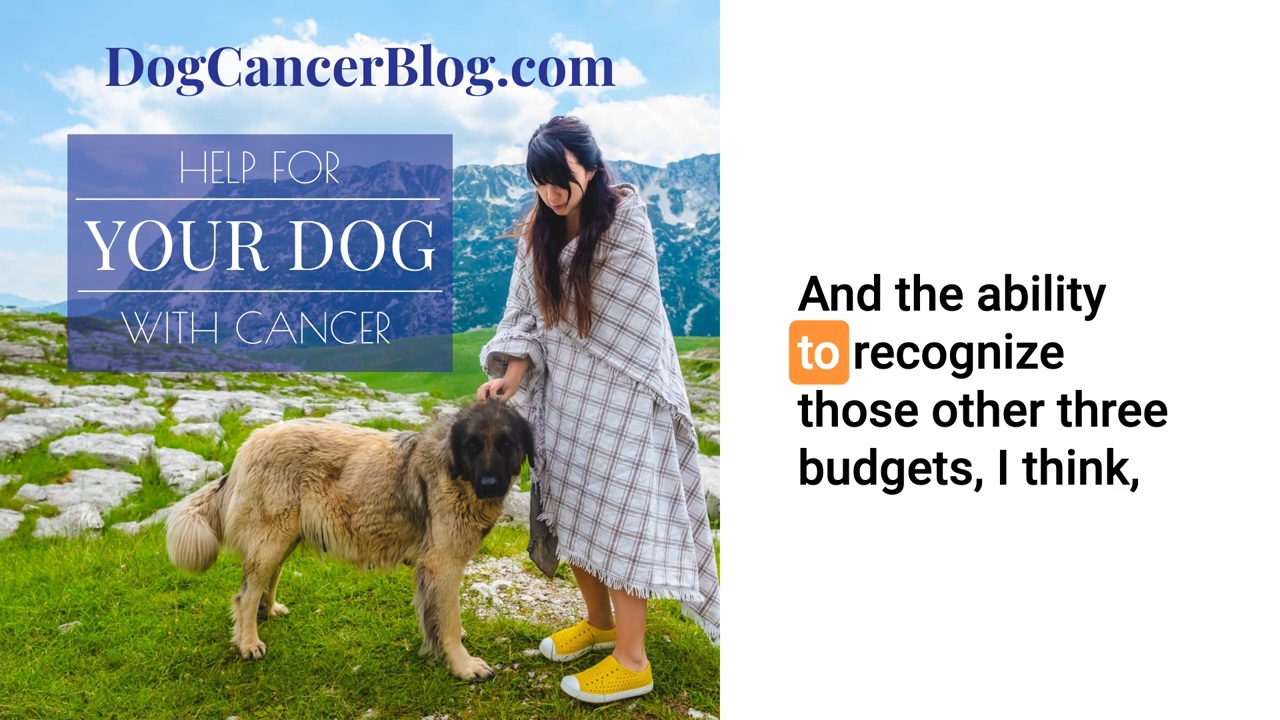 DogCancerBlog.com
HELP FOR
YOUR DOG
WITH CANCER
And the ability
to recognize
those other three
budgets, I think,